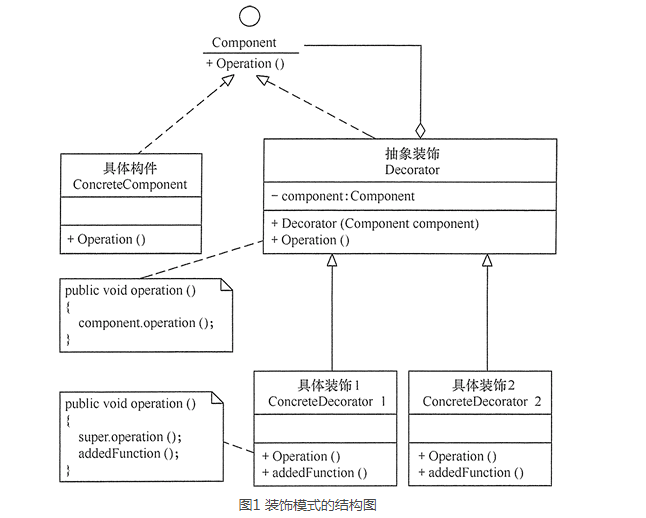 Component
+ Operation ()
具体构件
ConcreteComponent
+ Operation ()
抽象装饰
Decorator
- component:Component
+ Decorator (Component component)
+ Operation ()
public void operation ()
{
component.operation ();
}
public void operation ()
{
super.operation ();
addedFunction ();
}
具体装饰1
ConcreteDecorator 1
+ Operation ()
+ addedFunction ()
具体装饰2
ConcreteDecorator 2
+ Operation ()
+ addedFunction ()
图1 装饰模式的结构图